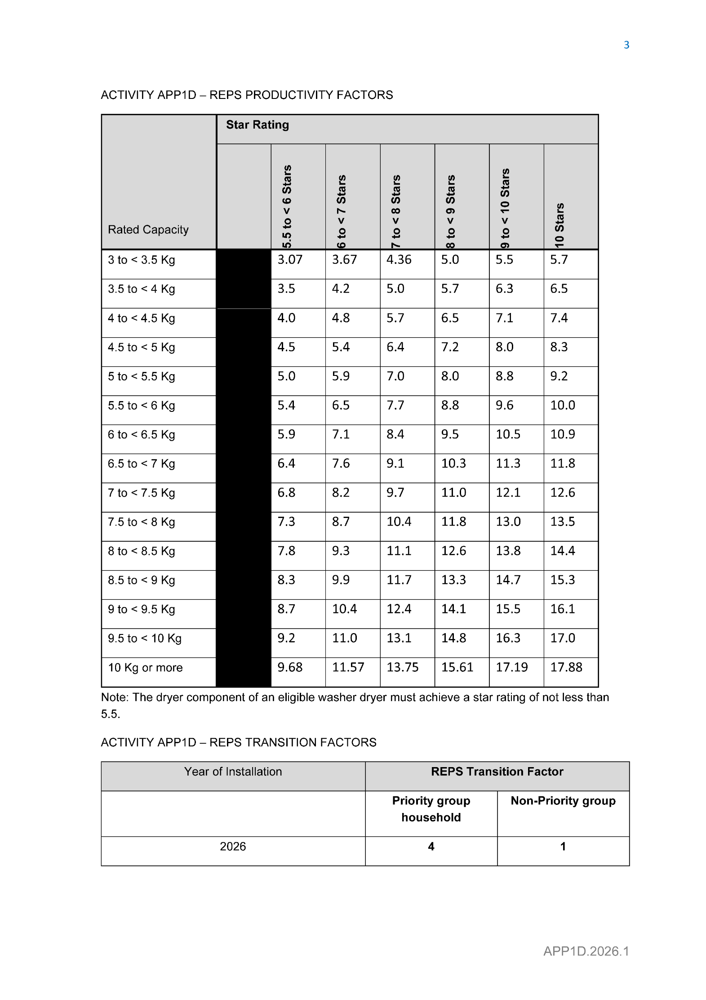 3
ACTIVITY APP1D – REPS PRODUCTIVITY FACTORS
Star Rating
Rated Capacity 5.5 to < 6 Stars 6 to < 7 Stars 7 to < 8 Stars 8 to < 9 Stars 9 to < 10 Stars 10 Stars
3 to < 3.5 Kg 3.07 3.67 4.36 5.0 5.5 5.7
3.5 to < 4 Kg 3.5 4.2 5.0 5.7 6.3 6.5
4 to < 4.5 Kg 4.0 4.8 5.7 6.5 7.1 7.4
4.5 to < 5 Kg 4.5 5.4 6.4 7.2 8.0 8.3
5 to < 5.5 Kg 5.0 5.9 7.0 8.0 8.8 9.2
5.5 to < 6 Kg 5.4 6.5 7.7 8.8 9.6 10.0
6 to < 6.5 Kg 5.9 7.1 8.4 9.5 10.5 10.9
6.5 to < 7 Kg 6.4 7.6 9.1 10.3 11.3 11.8
7 to < 7.5 Kg 6.8 8.2 9.7 11.0 12.1 12.6
7.5 to < 8 Kg 7.3 8.7 10.4 11.8 13.0 13.5
8 to < 8.5 Kg 7.8 9.3 11.1 12.6 13.8 14.4
8.5 to < 9 Kg 8.3 9.9 11.7 13.3 14.7 15.3
9 to < 9.5 Kg 8.7 10.4 12.4 14.1 15.5 16.1
9.5 to < 10 Kg 9.2 11.0 13.1 14.8 16.3 17.0
10 Kg or more 9.68 11.57 13.75 15.61 17.19 17.88
Note: The dryer component of an eligible washer dryer must achieve a star rating of not less than
5.5.
ACTIVITY APP1D – REPS TRANSITION FACTORS
Year of Installation REPS Transition Factor
Priority group Non-Priority group
household
2026 4 1
APP1D.2026.1